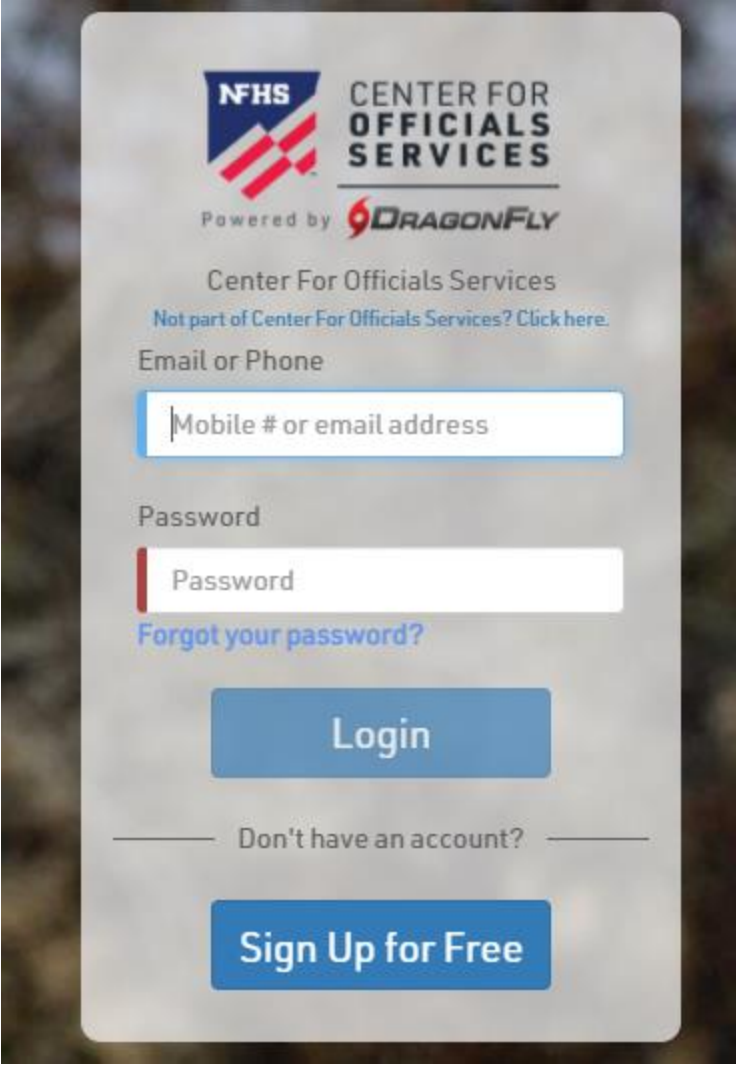 NFHS
CENTER FOR
OFFICIALS
SERVICES
Powered by DRAGONFLY
Center For Officials Services
Not part of Center For Officials Services? Click here.
Email or Phone
Mobile # or email address
Password
Password
Forgot your password?
Login
Don't have an account?
Sign Up for Free